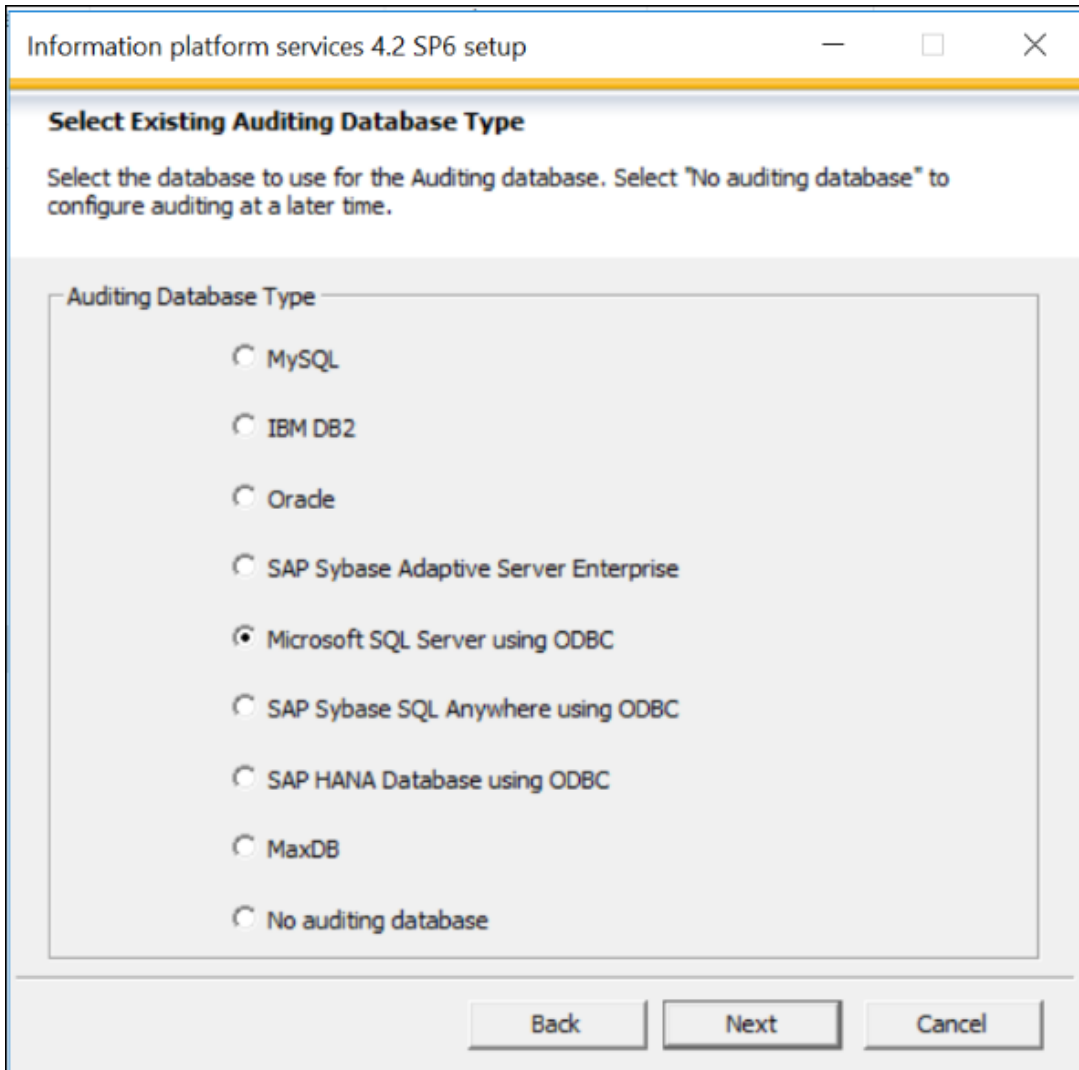 Information platform services 4.2 SP6 setup
Select Existing Auditing Database Type
Select the database to use for the Auditing database. Select "No auditing database" to
configure auditing at a later time.
Auditing Database Type
MySQL
IBM DB2
Oracle
SAP Sybase Adaptive Server Enterprise
Microsoft SQL Server using ODBC
SAP Sybase SQL Anywhere using ODBC
SAP HANA Database using ODBC
MaxDB
No auditing database
Back Next Cancel